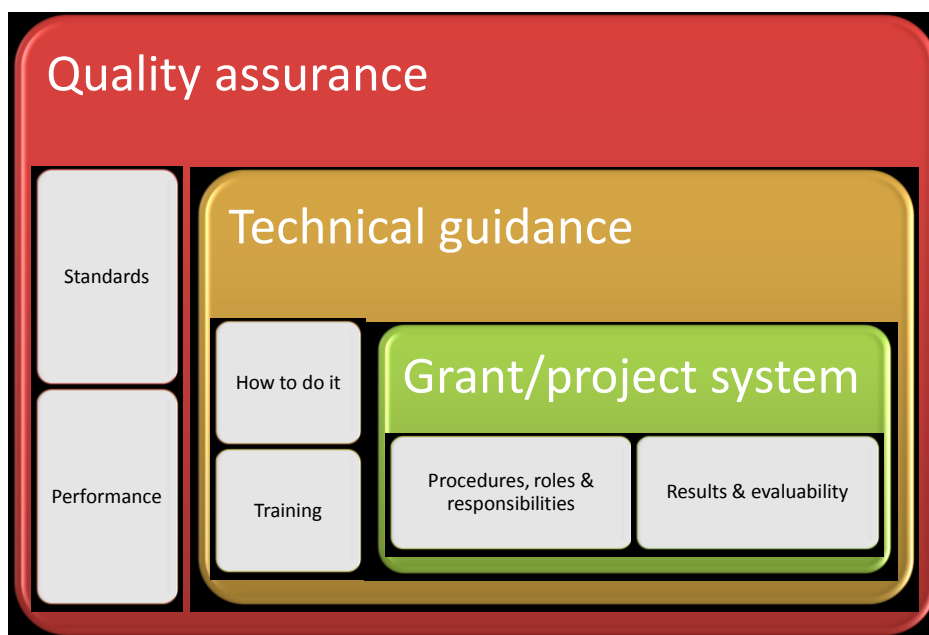 Quality assurance
Standards
Performance
Technical guidance
How to do it
Training
Grant/project system
Procedures, roles &
responsibilities
Results & evaluability